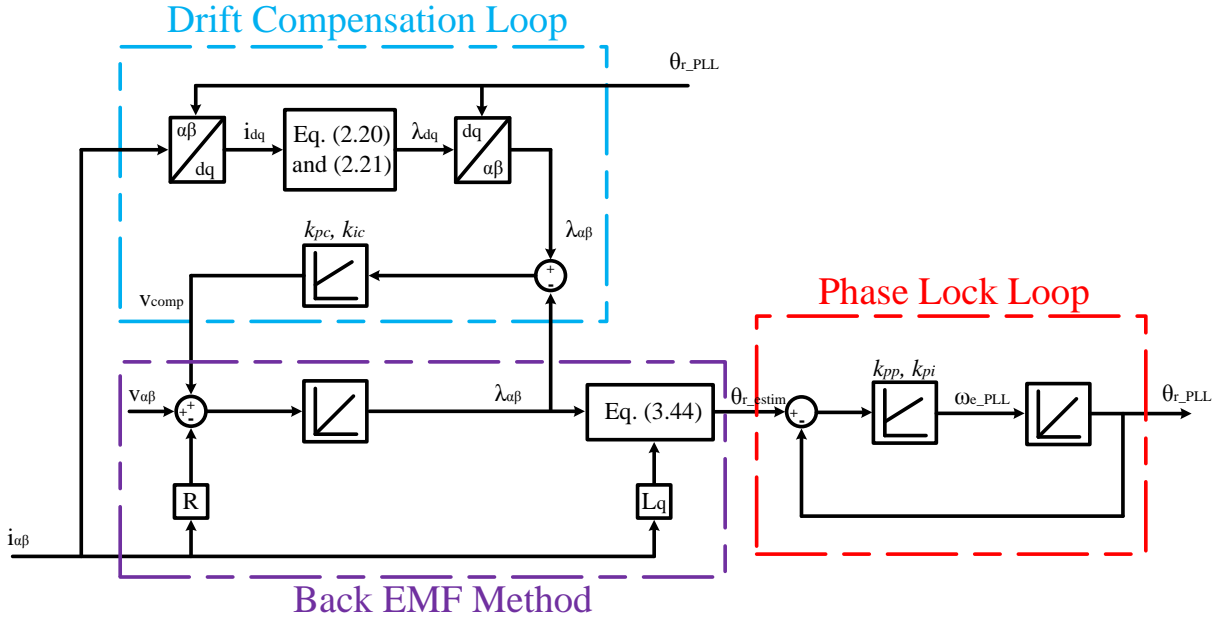 Drift Compensation Loop
θr_PLL
αβ
dq
idq
Eq. (2.20)
and (2.21)
λdq
dq
αβ
kpc, kic
λαβ
+
-
vcomp
Phase Lock Loop
vαβ
+
+
-
λαβ
Eq. (3.44)
θr_estim
+
-
kpp, kpi
ωe_PLL
θr_PLL
R
Lq
iαβ
Back EMF Method